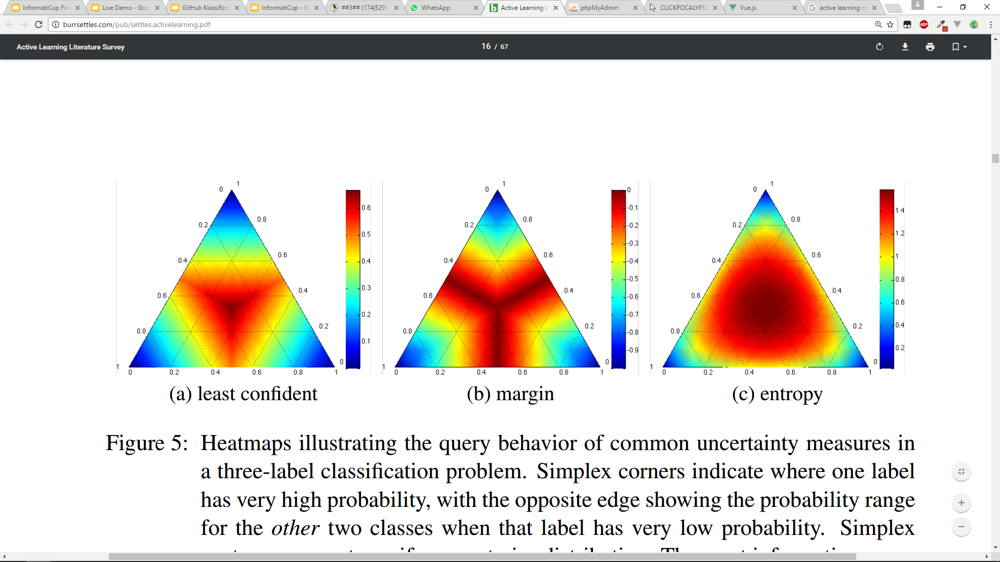 InformatiCup Fin
Live Demo - Goo
GitHub Klassifizie
InformatiCup - N
##3## (174|529)
WhatsApp
Active Learning L
phpMyAdmin
CLICKPOCALYPSE
Vue.js
active learning m
burrsettles.com/pub/settles.activelearning.pdf
ABP
Active Learning Literature Survey
16 / 67
0 1
0.2 0.8
0.4 0.6
0.6 0.4
0.8 0.2
1 0
0 0.2 0.4 0.6 0.8 1
0.6
0.5
0.4
0.3
0.2
0.1
0
(a) least confident
0 1
0.2 0.8
0.4 0.6
0.6 0.4
0.8 0.2
1 0
0 0.2 0.4 0.6 0.8 1
0
-0.1
-0.2
-0.3
-0.4
-0.5
-0.6
-0.7
-0.8
-0.9
(b) margin
0 1
0.2 0.8
0.4 0.6
0.6 0.4
0.8 0.2
1 0
0 0.2 0.4 0.6 0.8 1
1.4
1.2
1
0.8
0.6
0.4
0.2
(c) entropy
Figure 5: Heatmaps illustrating the query behavior of common uncertainty measures in
a three-label classification problem. Simplex corners indicate where one label
has very high probability, with the opposite edge showing the probability range
for the other two classes when that label has very low probability. Simplex